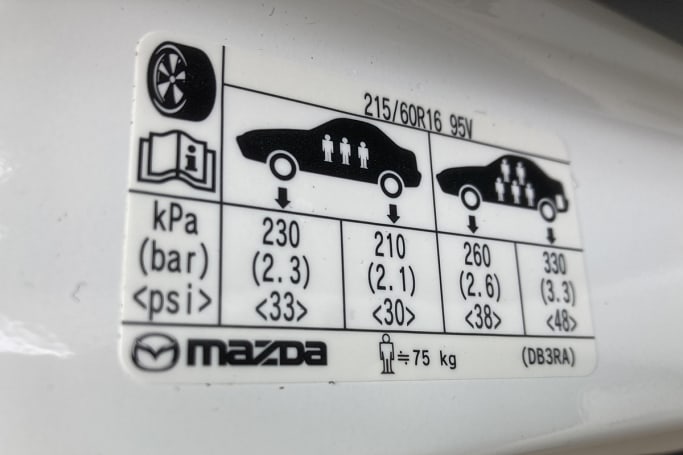 215/60R16 95V
kPa 230 210 260 330
(bar) (2.3) (2.1) (2.6) (3.3)
<psi> <33> <30> <38> <48>
mazda ≒75 kg (DB3RA)